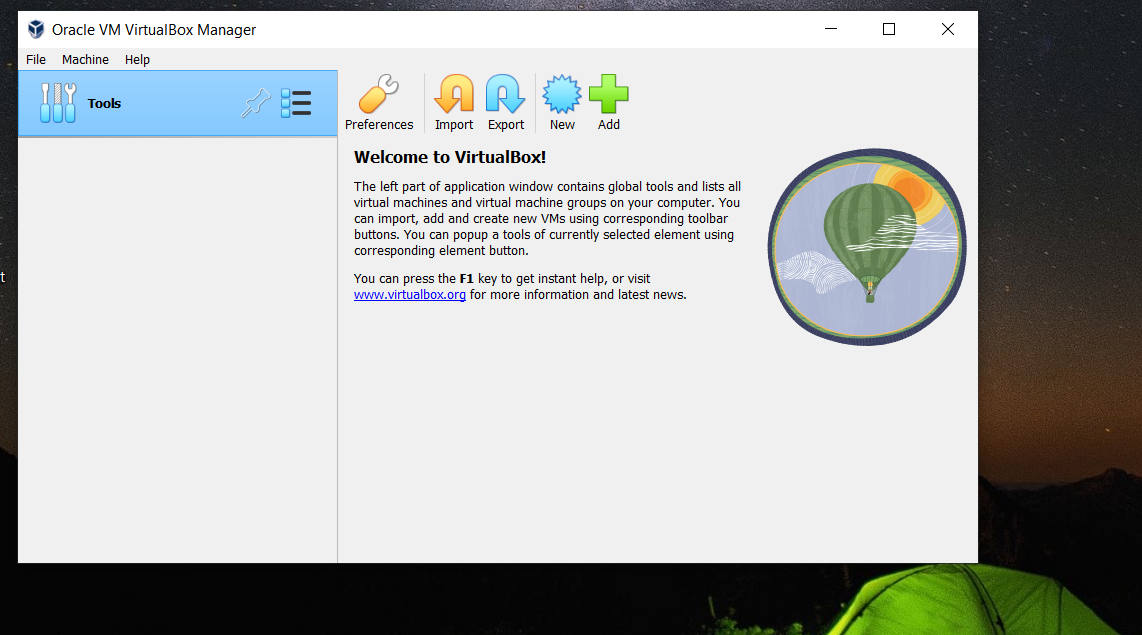 Oracle VM VirtualBox Manager
File Machine Help
Tools
Preferences Import Export New Add
Welcome to VirtualBox!
The left part of application window contains global tools and lists all
virtual machines and virtual machine groups on your computer. You
can import, add and create new VMs using corresponding toolbar
buttons. You can popup a tools of currently selected element using
corresponding element button.
You can press the F1 key to get instant help, or visit
www.virtualbox.org for more information and latest news.
t